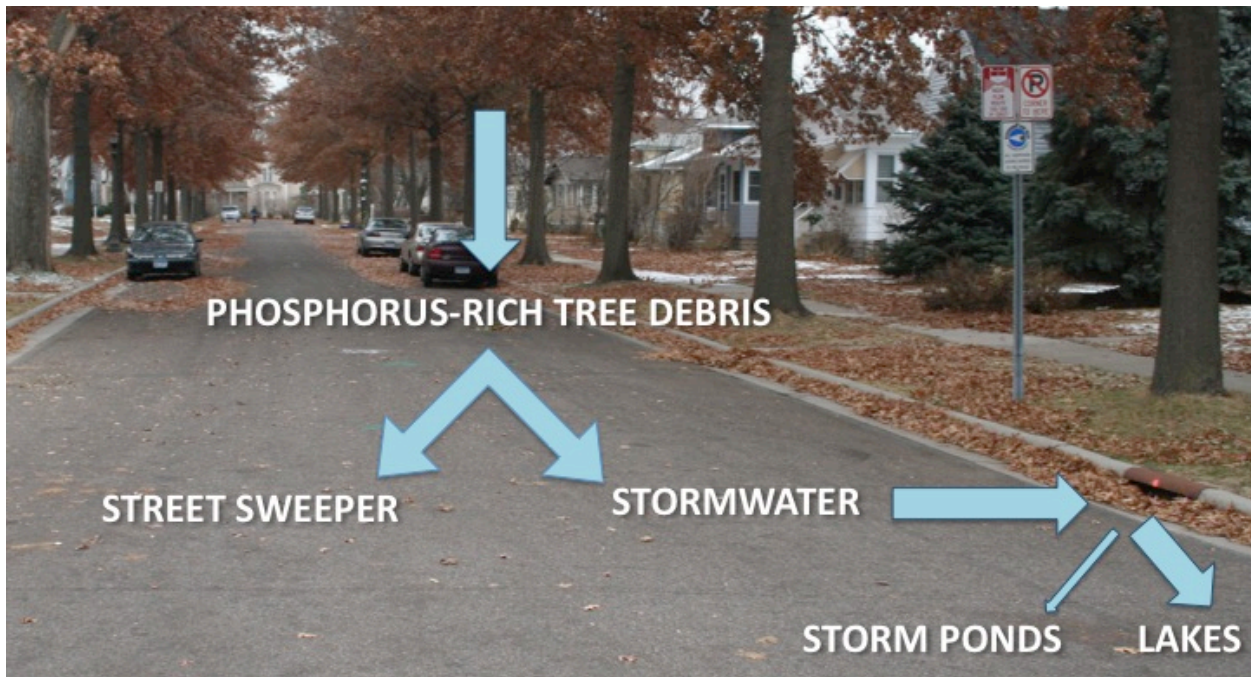 PHOSPHORUS-RICH TREE DEBRIS
STREET SWEEPER
STORMWATER
STORM PONDS
LAKES